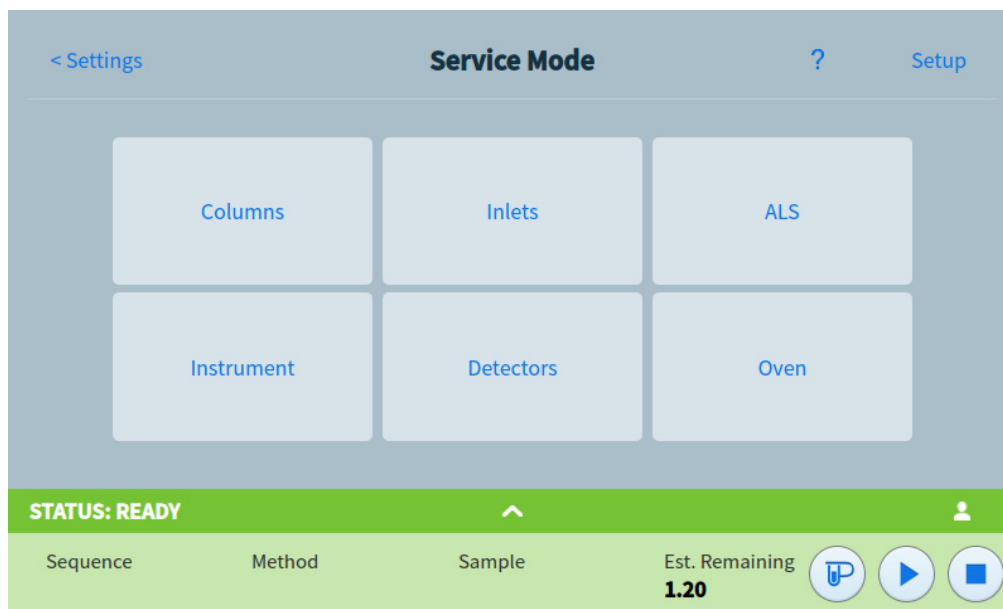 < Settings
Service Mode
?
Setup
Columns
Inlets
ALS
Instrument
Detectors
Oven
STATUS: READY
Sequence
Method
Sample
Est. Remaining
1.20